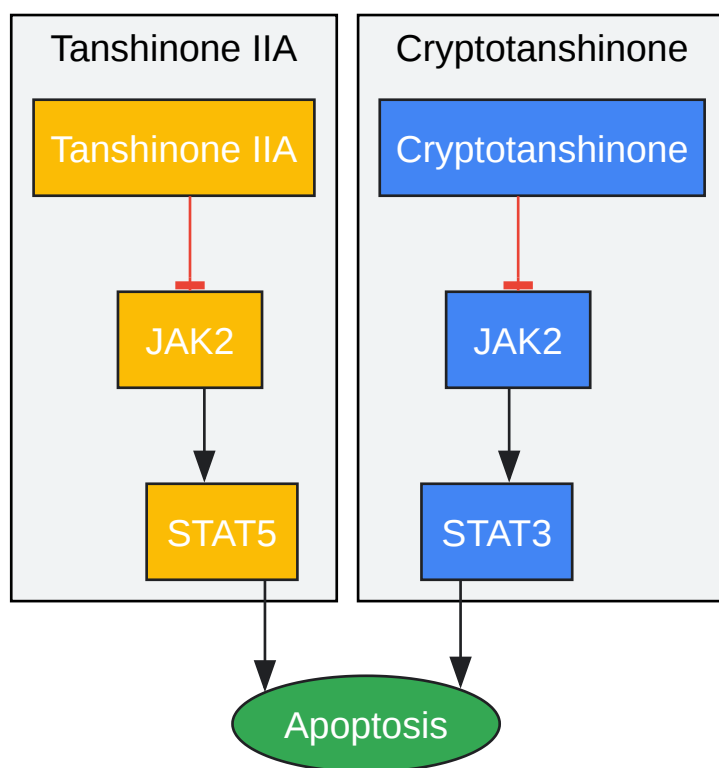 Tanshinone IIA
Tanshinone IIA
JAK2
STAT5
Cryptotanshinone
Cryptotanshinone
JAK2
STAT3
Apoptosis